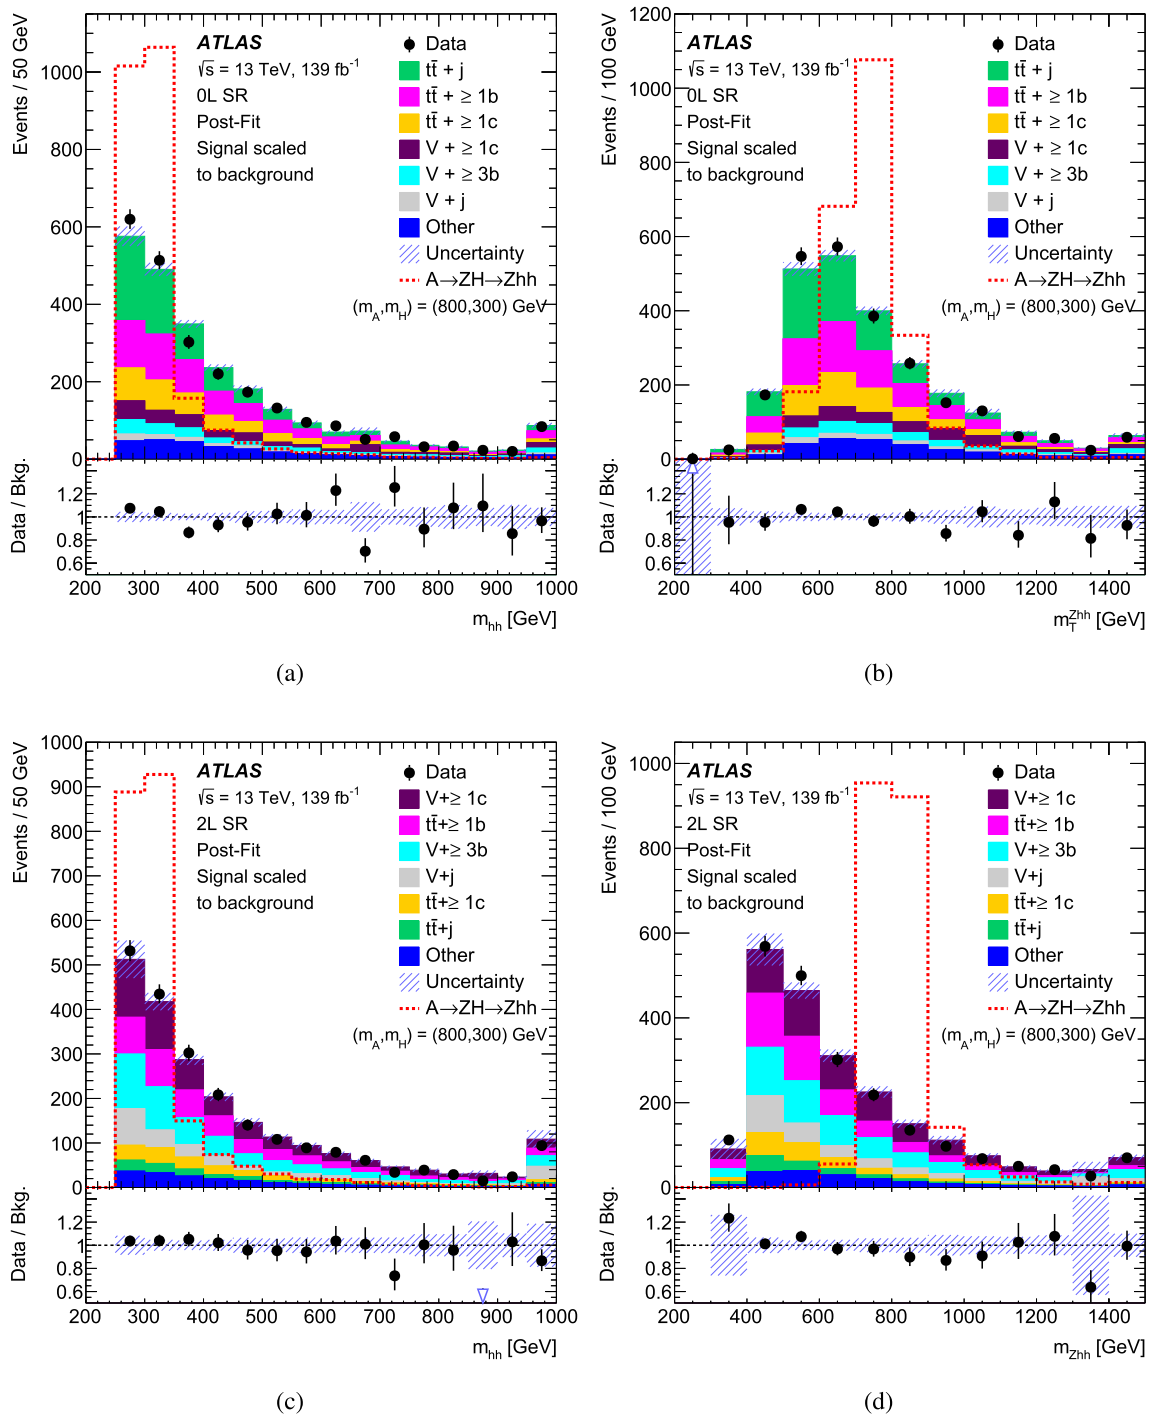 Events / 50 GeV
1000
800
600
400
200
0
ATLAS
√s = 13 TeV, 139 fb⁻¹
0L SR
Post-Fit
Signal scaled
to background
Data
tt̄ + j
tt̄ + ≥ 1b
tt̄ + ≥ 1c
V + ≥ 1c
V + ≥ 3b
V + j
Other
Uncertainty
A→ZH→Zhh
(m_A,m_H) = (800,300) GeV
Data / Bkg.
1.2
1
0.8
0.6
200 300 400 500 600 700 800 900 1000
m_hh [GeV]
(a)
Events / 100 GeV
1200
1000
800
600
400
200
0
ATLAS
√s = 13 TeV, 139 fb⁻¹
0L SR
Post-Fit
Signal scaled
to background
Data
tt̄ + j
tt̄ + ≥ 1b
tt̄ + ≥ 1c
V + ≥ 1c
V + ≥ 3b
V + j
Other
Uncertainty
A→ZH→Zhh
(m_A,m_H) = (800,300) GeV
Data / Bkg.
1.2
1
0.8
0.6
200 400 600 800 1000 1200 1400
m_T^Zhh [GeV]
(b)
Events / 50 GeV
1000
900
800
700
600
500
400
300
200
100
0
ATLAS
√s = 13 TeV, 139 fb⁻¹
2L SR
Post-Fit
Signal scaled
to background
Data
V+≥ 1c
tt̄+≥ 1b
V+≥ 3b
V+j
tt̄+≥ 1c
tt̄+j
Other
Uncertainty
A→ZH→Zhh
(m_A,m_H) = (800,300) GeV
Data / Bkg.
1.2
1
0.8
0.6
200 300 400 500 600 700 800 900 1000
m_hh [GeV]
(c)
Events / 100 GeV
1000
800
600
400
200
0
ATLAS
√s = 13 TeV, 139 fb⁻¹
2L SR
Post-Fit
Signal scaled
to background
Data
V+≥ 1c
tt̄+≥ 1b
V+≥ 3b
V+j
tt̄+≥ 1c
tt̄+j
Other
Uncertainty
A→ZH→Zhh
(m_A,m_H) = (800,300) GeV
Data / Bkg.
1.2
1
0.8
0.6
200 400 600 800 1000 1200 1400
m_Zhh [GeV]
(d)